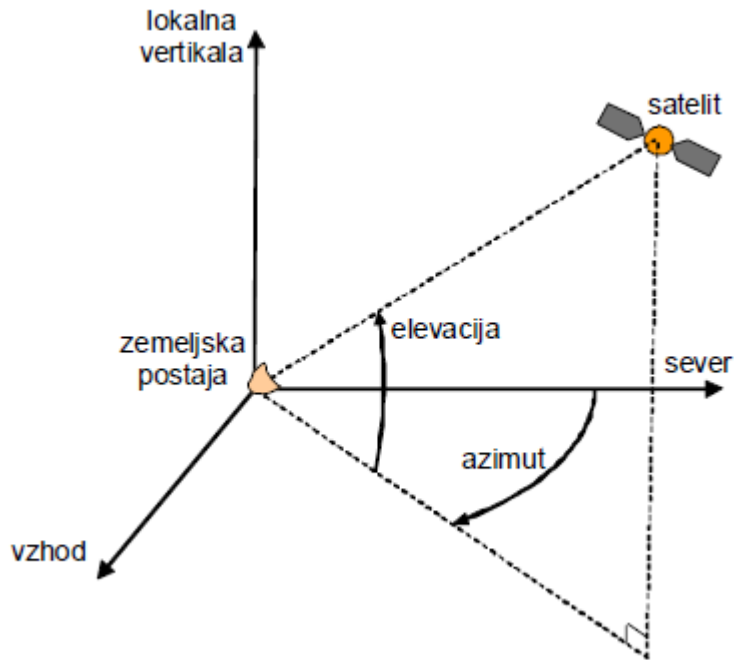 lokalna
vertikala
satelit
zemeljska
postaja
elevacija
sever
azimut
vzhod